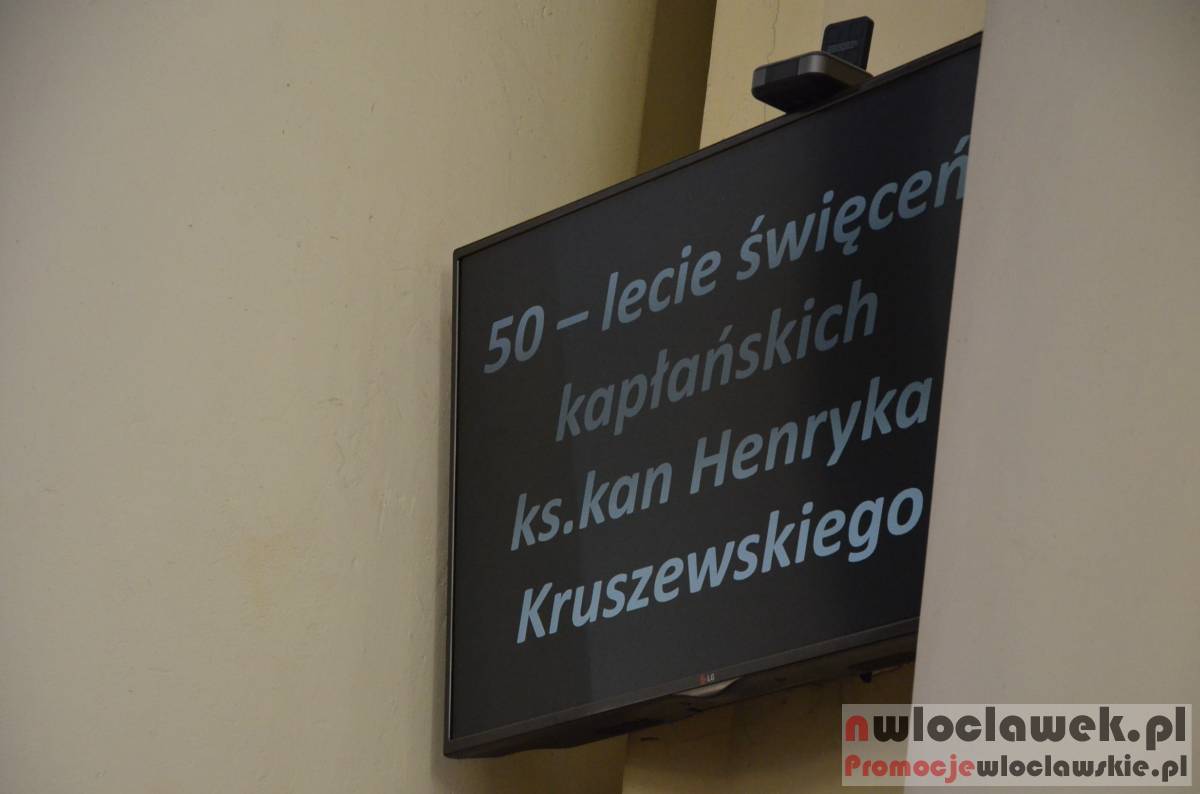 50 – lecie święceń
kapłańskich
ks.kan Henryka
Kruszewskiego
LG
nwloclawek.pl
Promocjewloclawskie.pl